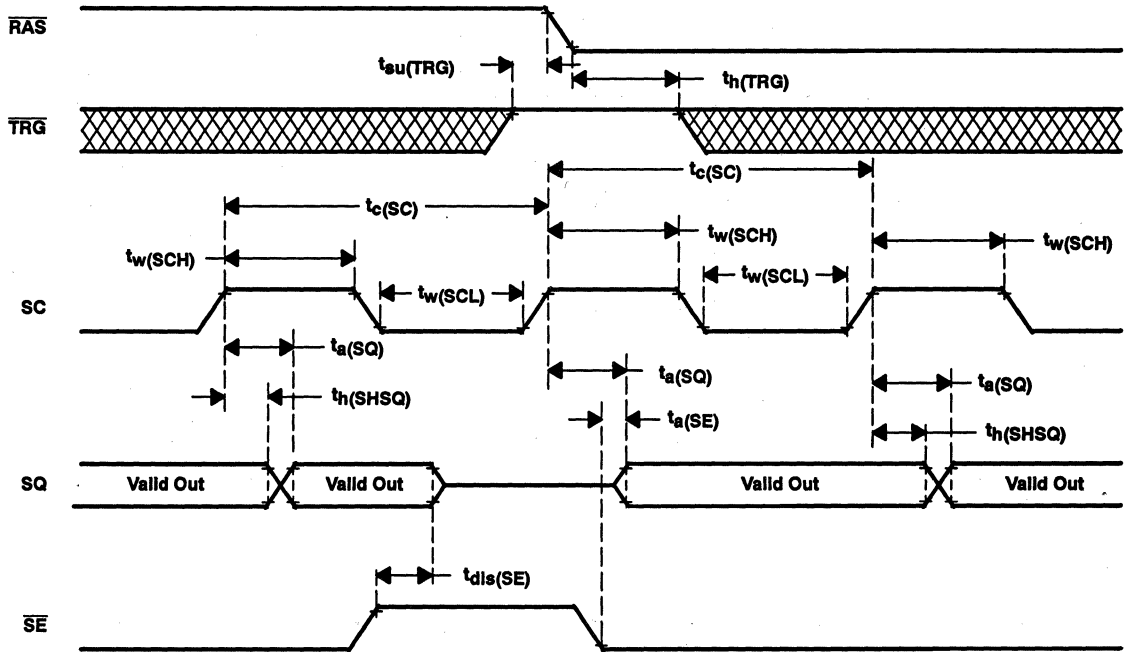 RAS
tsu(TRG)
th(TRG)
TRG
tc(SC)
tc(SC)
tw(SCH)
tw(SCH)
tw(SCH)
tw(SCL)
tw(SCL)
SC
ta(SQ)
ta(SQ)
ta(SQ)
th(SHSQ)
ta(SE)
th(SHSQ)
SQ
Valid Out
Valid Out
Valid Out
Valid Out
tdis(SE)
SE